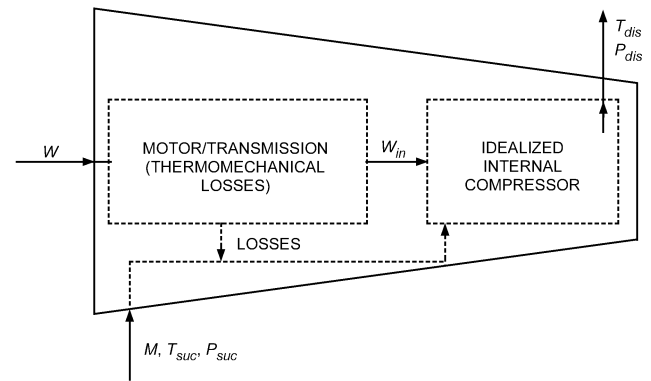 T_dis
P_dis
W
MOTOR/TRANSMISSION
(THERMOMECHANICAL
LOSSES)
W_in
IDEALIZED
INTERNAL
COMPRESSOR
LOSSES
M, T_suc, P_suc